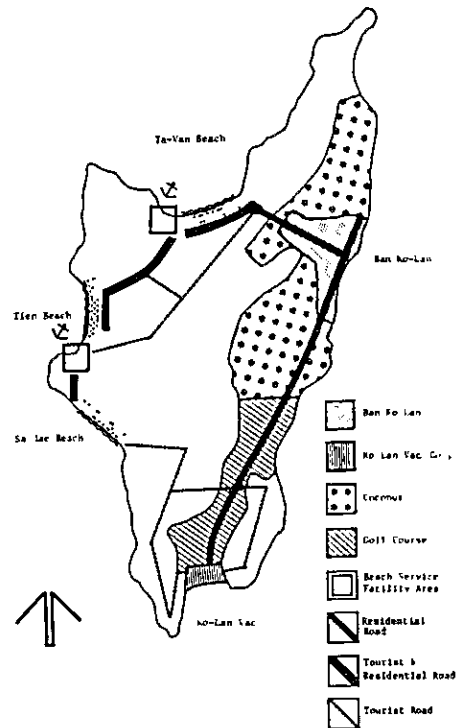 Ta-Van Beach
Ban Ko-Lan
Tien Beach
Beach
Ban Ko Lan
Coconut
Golf Course
Beach Service
Facility Area
Residential
Road
Tourist &
Residential Road
Tourist Road